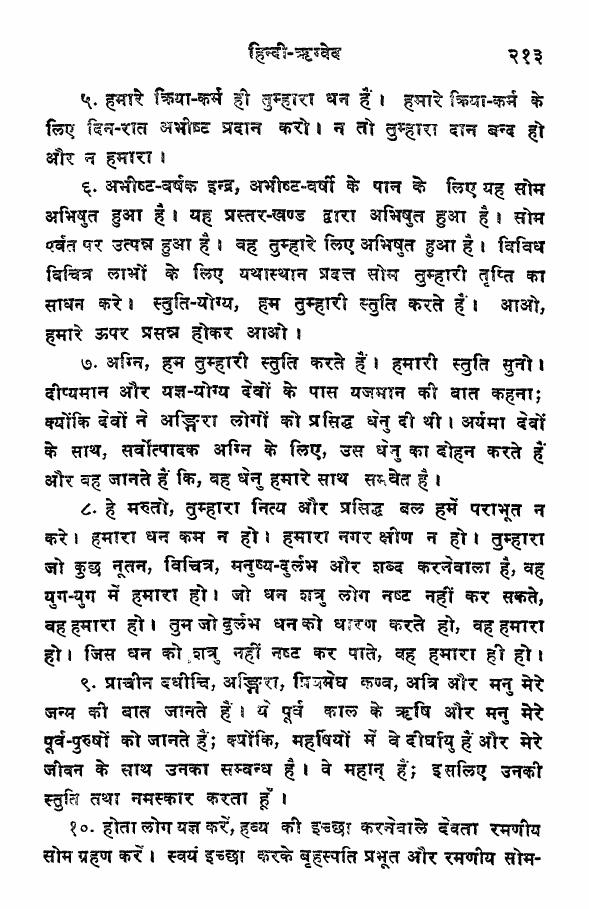 हिन्दी-ऋग्वेद २१३
५. हमारे क्रिया-कर्म ही तुम्हारा धन हैं। हमारे क्रिया-कर्म के
लिए दिन-रात अभीष्ट प्रदान करो। न तो तुम्हारा दान बन्द हो
और न हमारा।
६. अभीष्ट-वर्षक इन्द्र, अभीष्ट-वर्षी के पान के लिए यह सोम
अभिषुत हुआ है। यह प्रस्तर-खण्ड द्वारा अभिषुत हुआ है। सोम
पर्वत पर उत्पन्न हुआ है। वह तुम्हारे लिए अभिषुत हुआ है। विविध
विचित्र लाभों के लिए यथास्थान प्रदत्त सोम तुम्हारी तृप्ति का
साधन करे। स्तुति-योग्य, हम तुम्हारी स्तुति करते हैं। आओ,
हमारे ऊपर प्रसन्न होकर आओ।
७. अग्नि, हम तुम्हारी स्तुति करते हैं। हमारी स्तुति सुनो।
दीप्यमान और यज्ञ-योग्य देवों के पास यजमान की बात कहना;
क्योंकि देवों ने अङ्गिरा लोगों को प्रसिद्ध धेनु दी थी। अर्यमा देवों
के साथ, सर्वोत्पादक अग्नि के लिए, उस धेनु का दोहन करते हैं
और वह जानते हैं कि, वह धेनु हमारे साथ समवेत है।
८. हे मरुतो, तुम्हारा नित्य और प्रसिद्ध बल हमें पराभूत न
करे। हमारा धन कम न हो। हमारा नगर क्षीण न हो। तुम्हारा
जो कुछ नूतन, विचित्र, मनुष्य-दुर्लभ और शब्द करनेवाला है, वह
युग-युग में हमारा हो। जो धन शत्रु लोग नष्ट नहीं कर सकते,
वह हमारा हो। तुम जो दुर्लभ धन को धारण करते हो, वह हमारा
हो। जिस धन को शत्रु नहीं नष्ट कर पाते, वह हमारा ही हो।
९. प्राचीन दधीचि, अङ्गिरा, प्रियमेघ कण्व, अत्रि और मनु मेरे
जन्म की बात जानते हैं। ये पूर्व काल के ऋषि और मनु मेरे
पूर्व-पुरुषों को जानते हैं; क्योंकि, महर्षियों में वे दीर्घायु हैं और मेरे
जीवन के साथ उनका सम्बन्ध है। वे महान् हैं; इसलिए उनकी
स्तुति तथा नमस्कार करता हूँ।
१०. होता लोग यज्ञ करें, हव्य की इच्छा करनेवाले देवता रमणीय
सोम ग्रहण करें। स्वयं इच्छा करके बृहस्पति प्रभूत और रमणीय सोम-